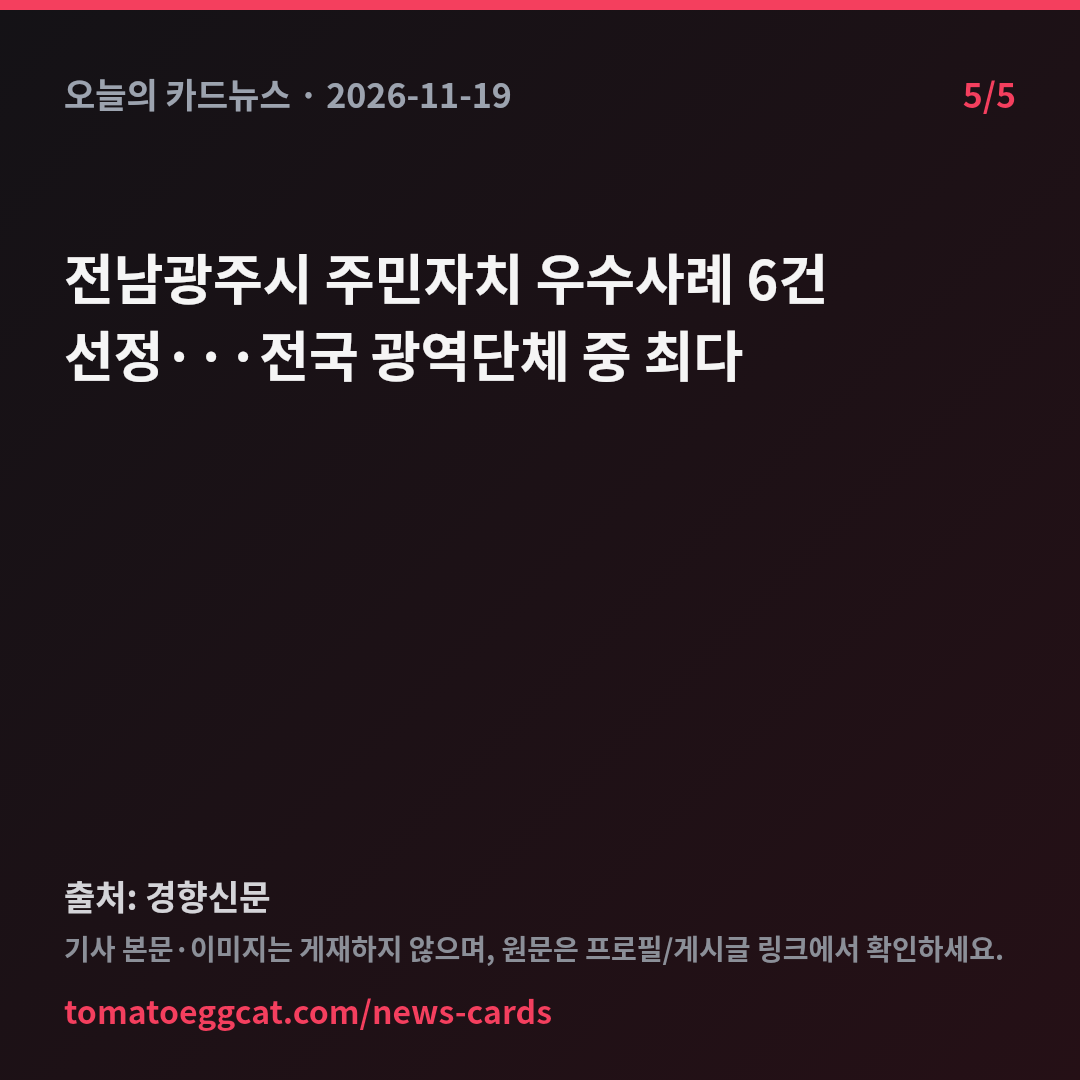 오늘의 카드뉴스 · 2026-11-19
5/5
전남광주시 주민자치 우수사례 6건
선정···전국 광역단체 중 최다
출처: 경향신문
기사 본문·이미지는 게재하지 않으며, 원문은 프로필/게시글 링크에서 확인하세요.
tomatoeggcat.com/news-cards